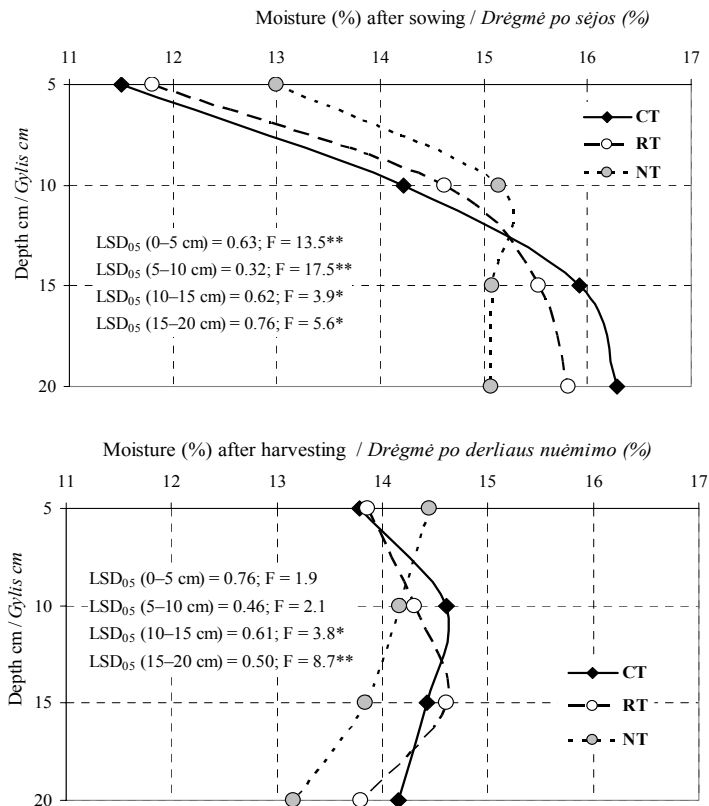 Moisture (%) after sowing / Drėgmė po sėjos (%)
11 12 13 14 15 16 17
5
10
15
20
Depth cm / Gylis cm
CT
RT
NT
LSD05 (0–5 cm) = 0.63; F = 13.5**
LSD05 (5–10 cm) = 0.32; F = 17.5**
LSD05 (10–15 cm) = 0.62; F = 3.9*
LSD05 (15–20 cm) = 0.76; F = 5.6*
Moisture (%) after harvesting / Drėgmė po derliaus nuėmimo (%)
11 12 13 14 15 16 17
5
10
15
20
Depth cm / Gylis cm
LSD05 (0–5 cm) = 0.76; F = 1.9
LSD05 (5–10 cm) = 0.46; F = 2.1
LSD05 (10–15 cm) = 0.61; F = 3.8*
LSD05 (15–20 cm) = 0.50; F = 8.7**
CT
RT
NT